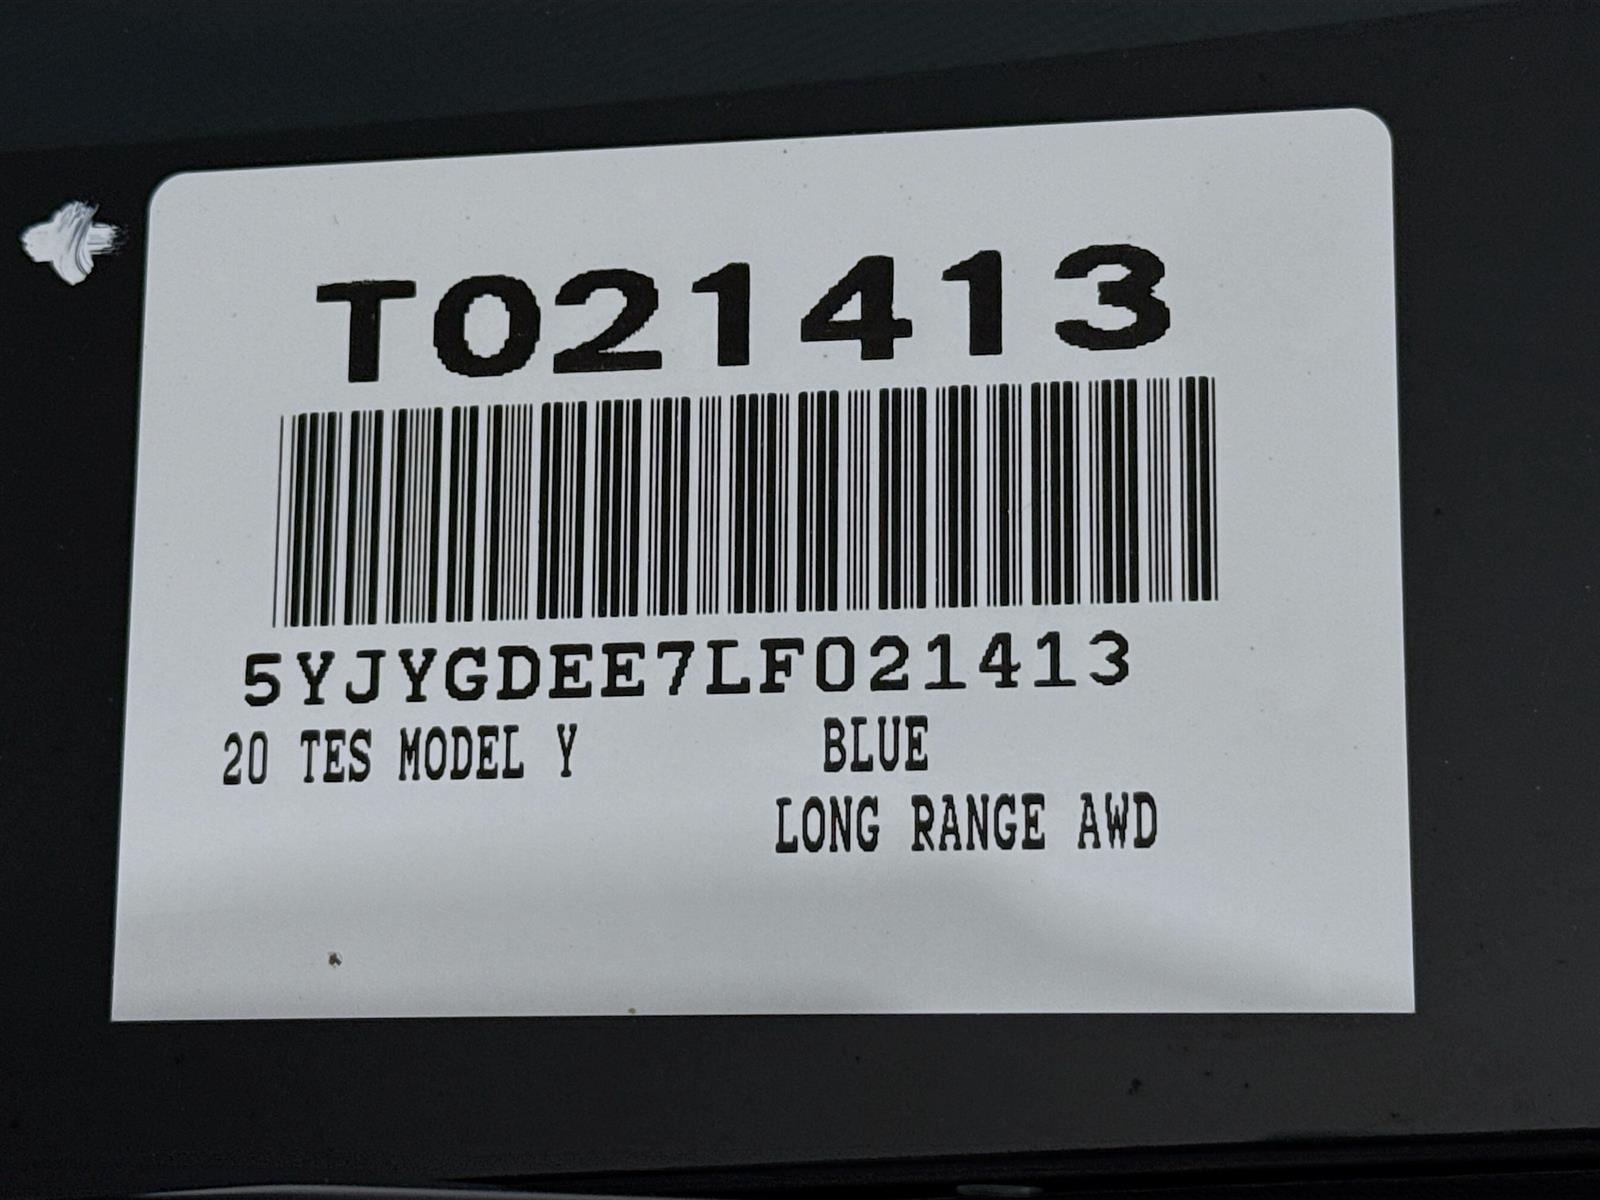 T021413
5YJYGDEE7LF021413
20 TES MODEL Y BLUE
LONG RANGE AWD